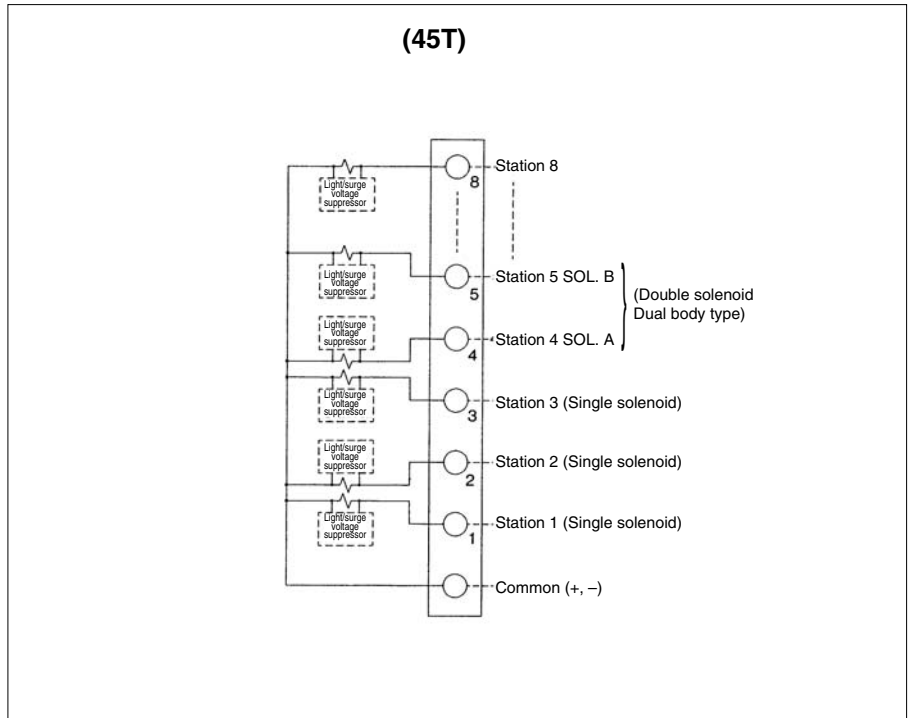 (45T)
Light/surge
voltage
suppressor
8
Station 8
Light/surge
voltage
suppressor
5
Station 5 SOL. B
(Double solenoid
Dual body type)
Light/surge
voltage
suppressor
4
Station 4 SOL. A
Light/surge
voltage
suppressor
3
Station 3 (Single solenoid)
Light/surge
voltage
suppressor
2
Station 2 (Single solenoid)
Light/surge
voltage
suppressor
1
Station 1 (Single solenoid)
Common (+, –)